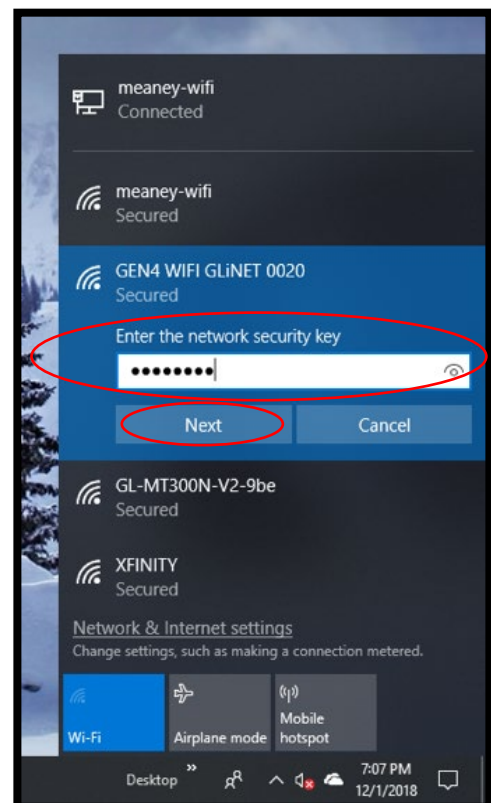 meaney-wifi
Connected
meaney-wifi
Secured
GEN4 WIFI GLiNET 0020
Secured
Enter the network security key
●●●●●●●●
Next Cancel
GL-MT300N-V2-9be
Secured
XFINITY
Secured
Network & Internet settings
Change settings, such as making a connection metered.
Wi-Fi Airplane mode Mobile hotspot
Desktop » 7:07 PM
12/1/2018